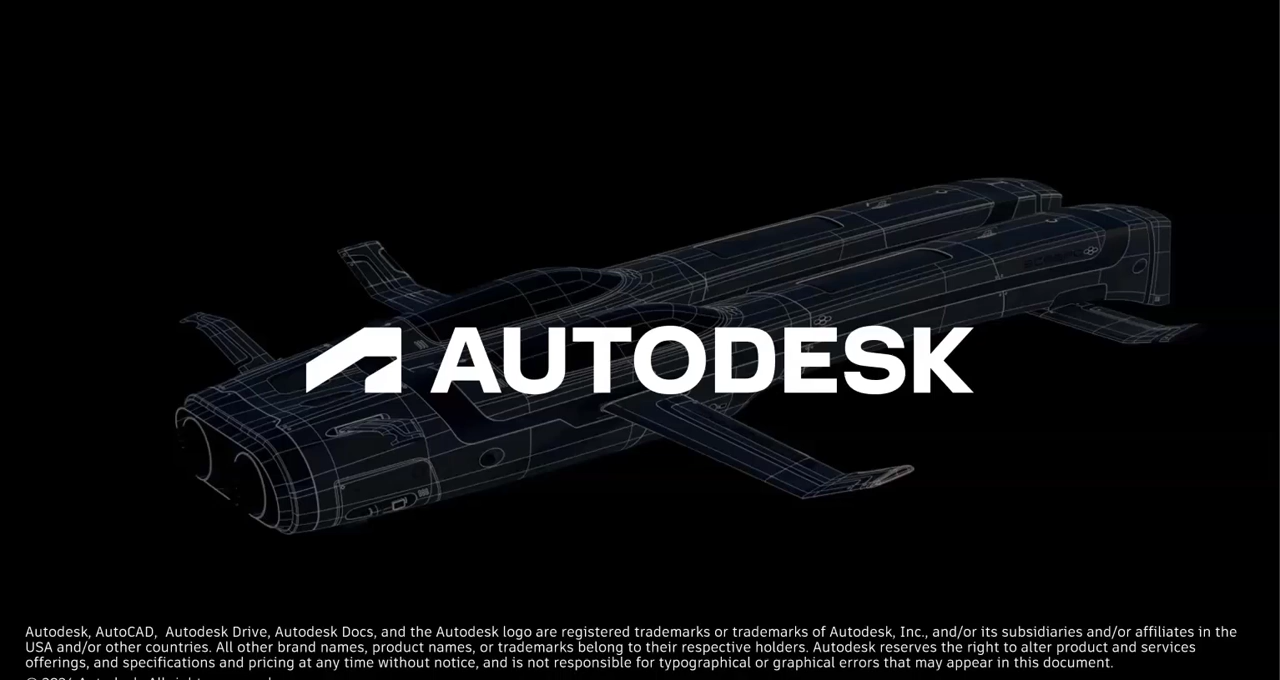 AUTODESK
Autodesk, AutoCAD, Autodesk Drive, Autodesk Docs, and the Autodesk logo are registered trademarks or trademarks of Autodesk, Inc., and/or its subsidiaries and/or affiliates in the
USA and/or other countries. All other brand names, product names, or trademarks belong to their respective holders. Autodesk reserves the right to alter product and services
offerings, and specifications and pricing at any time without notice, and is not responsible for typographical or graphical errors that may appear in this document.